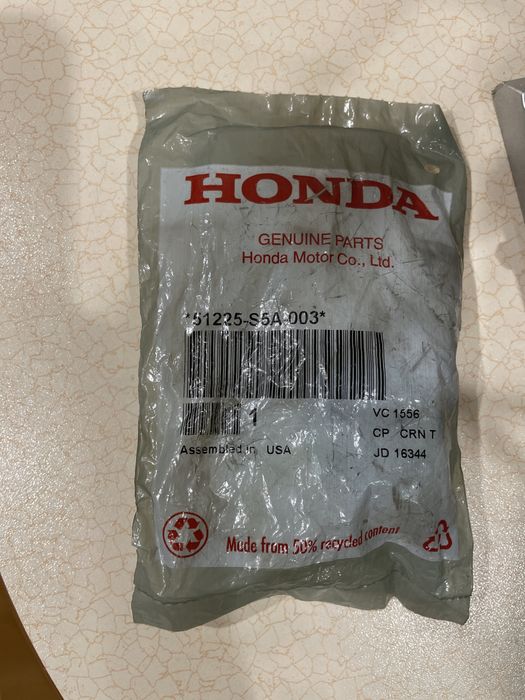 HONDA
GENUINE PARTS
Honda Motor Co., Ltd.
*51225-S5A-003*
1
VC 1556
CP CRN T
Assembled in USA
JD 16344
Made from 50% recycled content